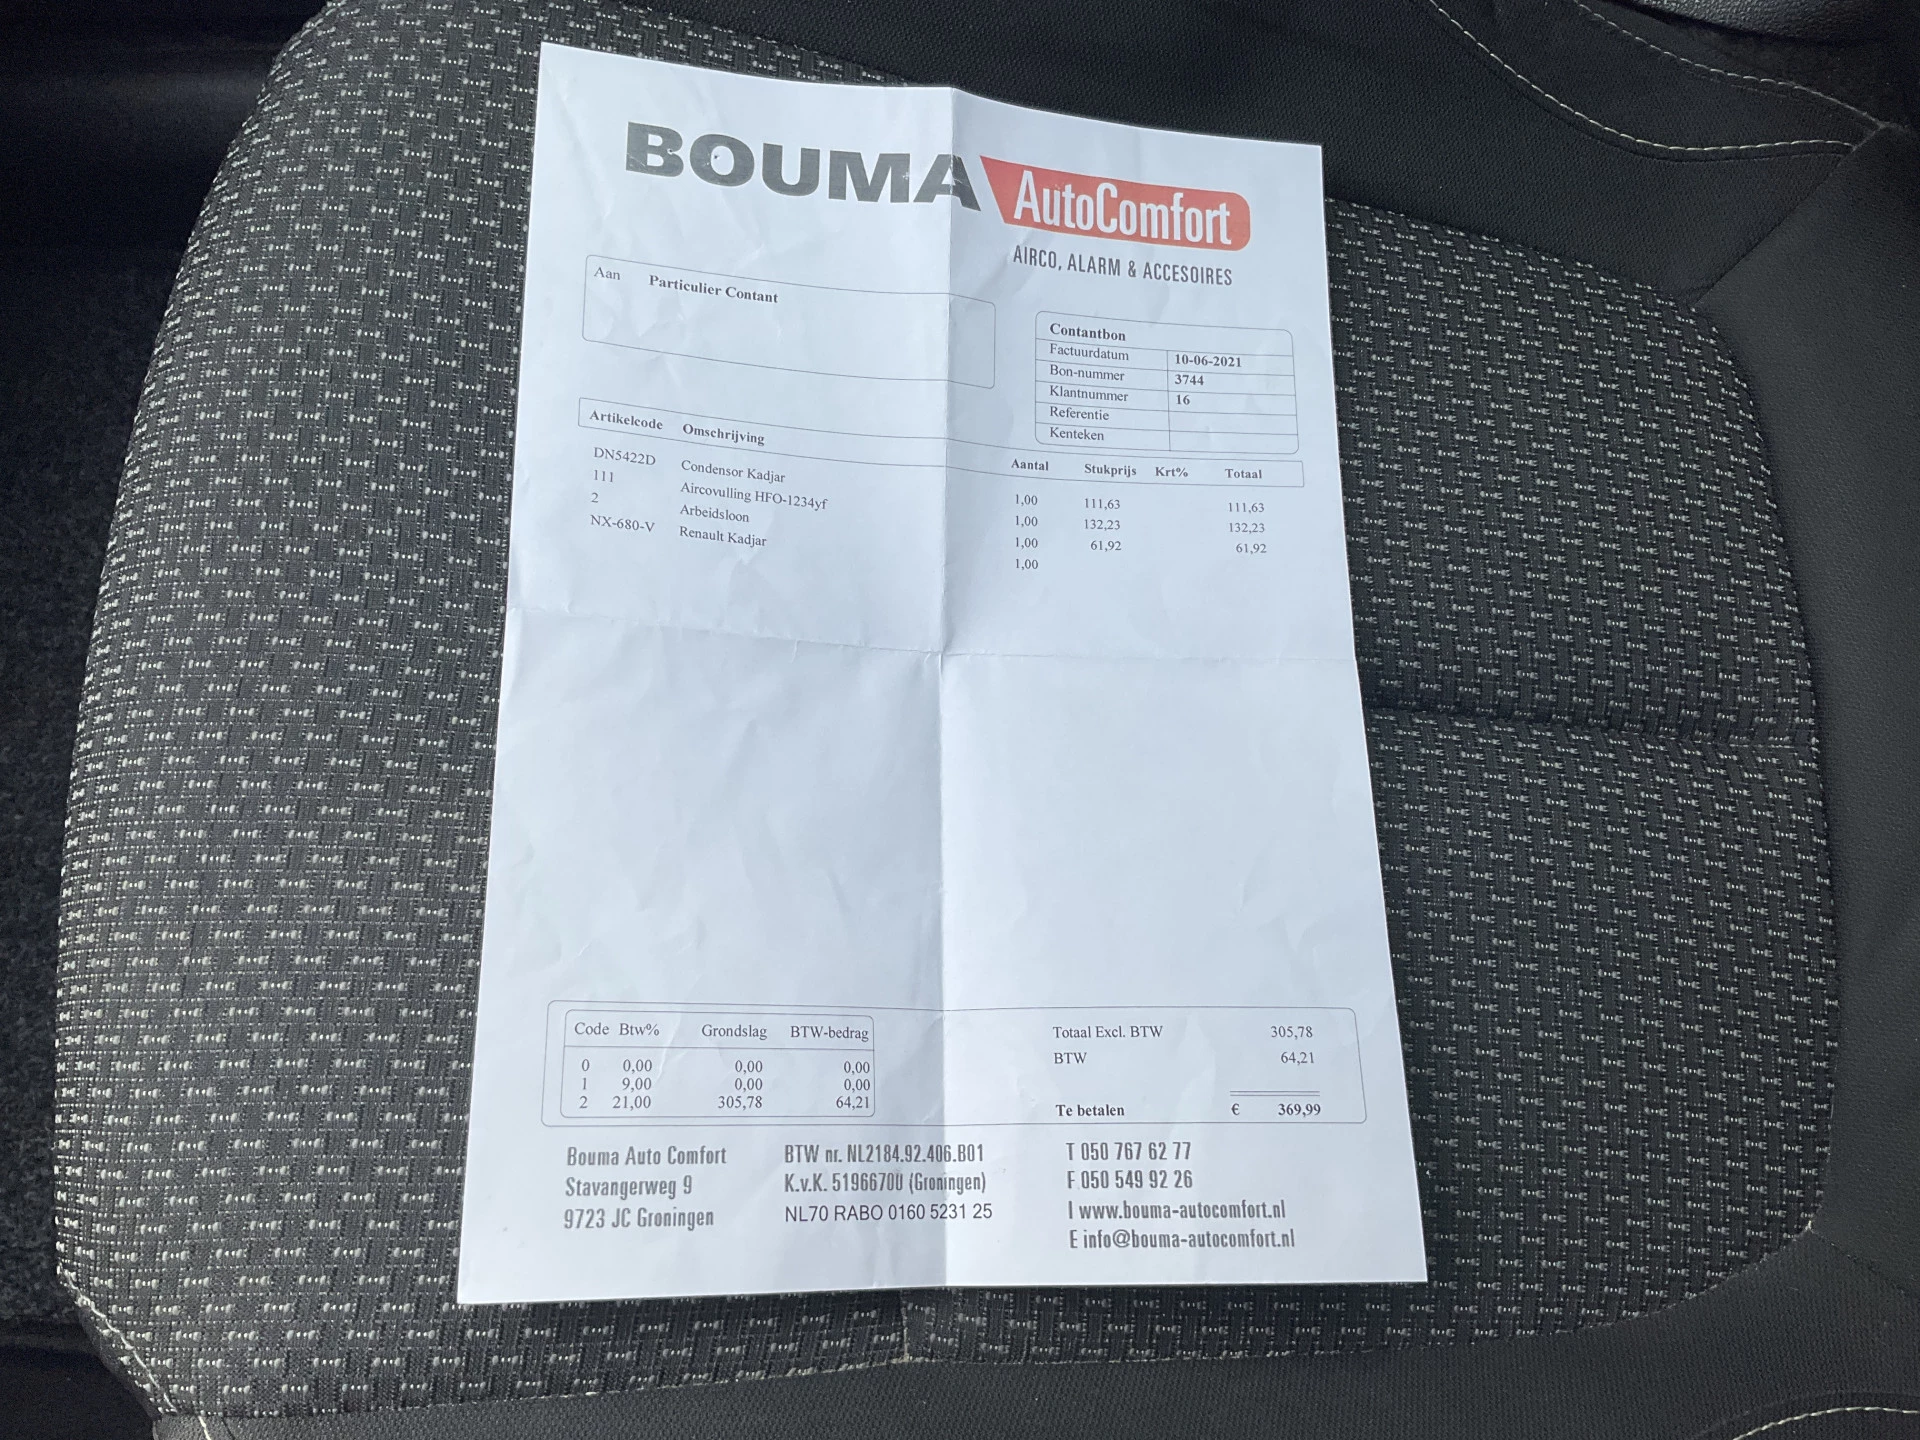 BOUMA AutoComfort
AIRCO, ALARM & ACCESOIRES
Aan Particulier Contant
Contantbon
Factuurdatum 10-06-2021
Bon-nummer 3744
Klantnummer 16
Referentie
Kenteken
Artikelcode Omschrijving Aantal Stukprijs Krt% Totaal
DN5422D Condensor Kadjar 1,00 111,63 111,63
111 Aircovulling HFO-1234yf 1,00 132,23 132,23
2 Arbeidsloon 1,00 61,92 61,92
NX-680-V Renault Kadjar 1,00
Code Btw% Grondslag BTW-bedrag
0 0,00 0,00 0,00
1 9,00 0,00 0,00
2 21,00 305,78 64,21
Totaal Excl. BTW 305,78
BTW 64,21
Te betalen € 369,99
Bouma Auto Comfort
Stavangerweg 9
9723 JC Groningen
BTW nr. NL2184.92.406.B01
K.v.K. 51966700 (Groningen)
NL70 RABO 0160 5231 25
T 050 767 62 77
F 050 549 92 26
I www.bouma-autocomfort.nl
E info@bouma-autocomfort.nl